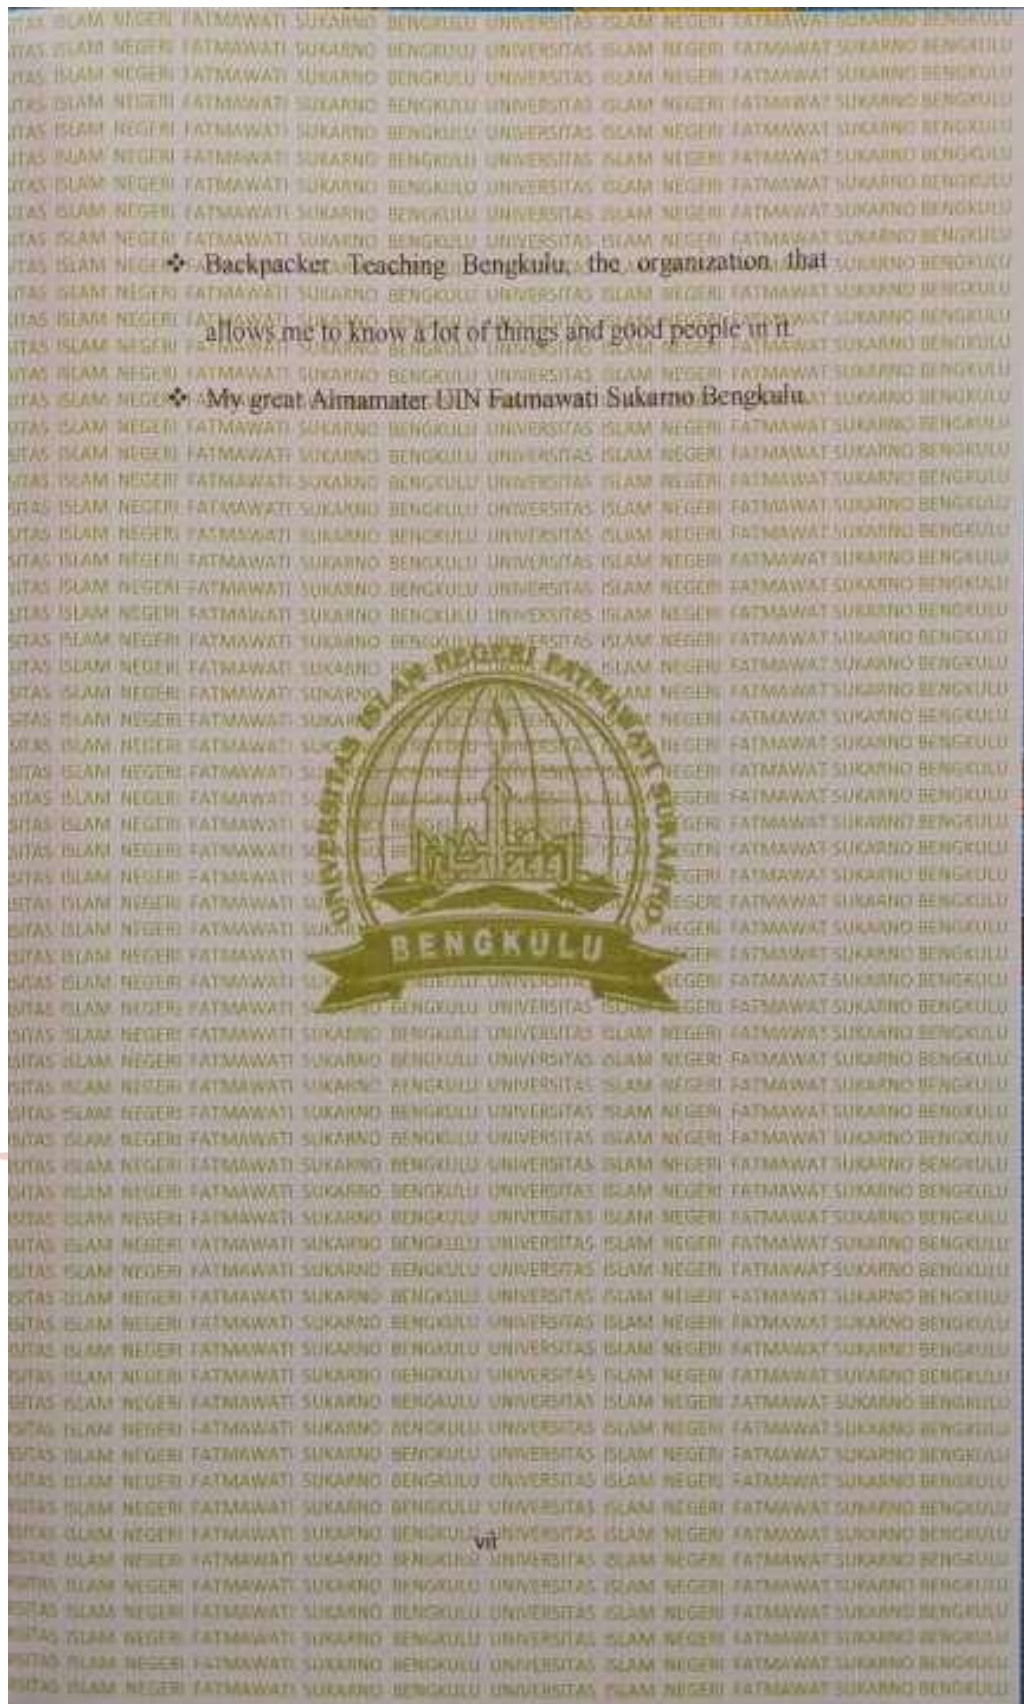 ❖ Backpacker Teaching Bengkulu, the organization that
allows me to know a lot of things and good people in it.
❖ My great Almamater UIN Fatmawati Sukarno Bengkulu.
UNIVERSITAS ISLAM NEGERI FATMAWATI SUKARNO
BENGKULU
vii